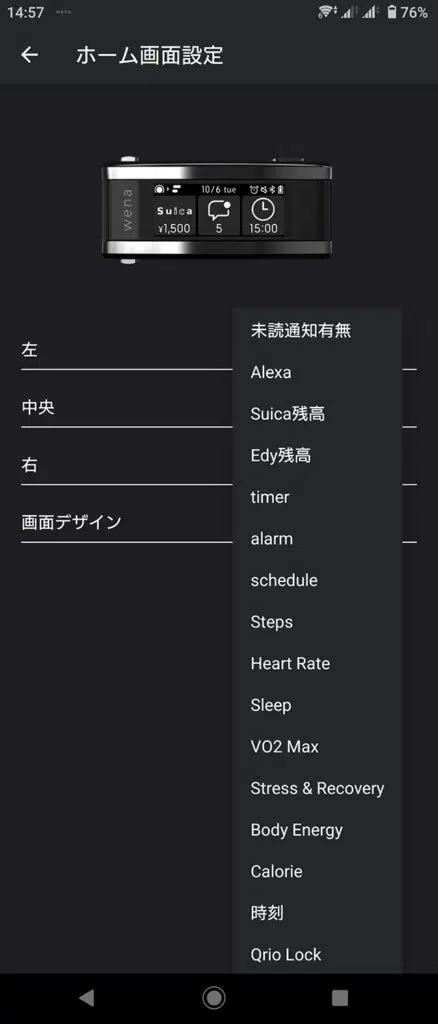 14:57
wena
76%
ホーム画面設定
wena
10/6 tue
Suica
¥1,500
5
15:00
左
中央
右
画面デザイン
未読通知有無
Alexa
Suica残高
Edy残高
timer
alarm
schedule
Steps
Heart Rate
Sleep
VO2 Max
Stress & Recovery
Body Energy
Calorie
時刻
Qrio Lock